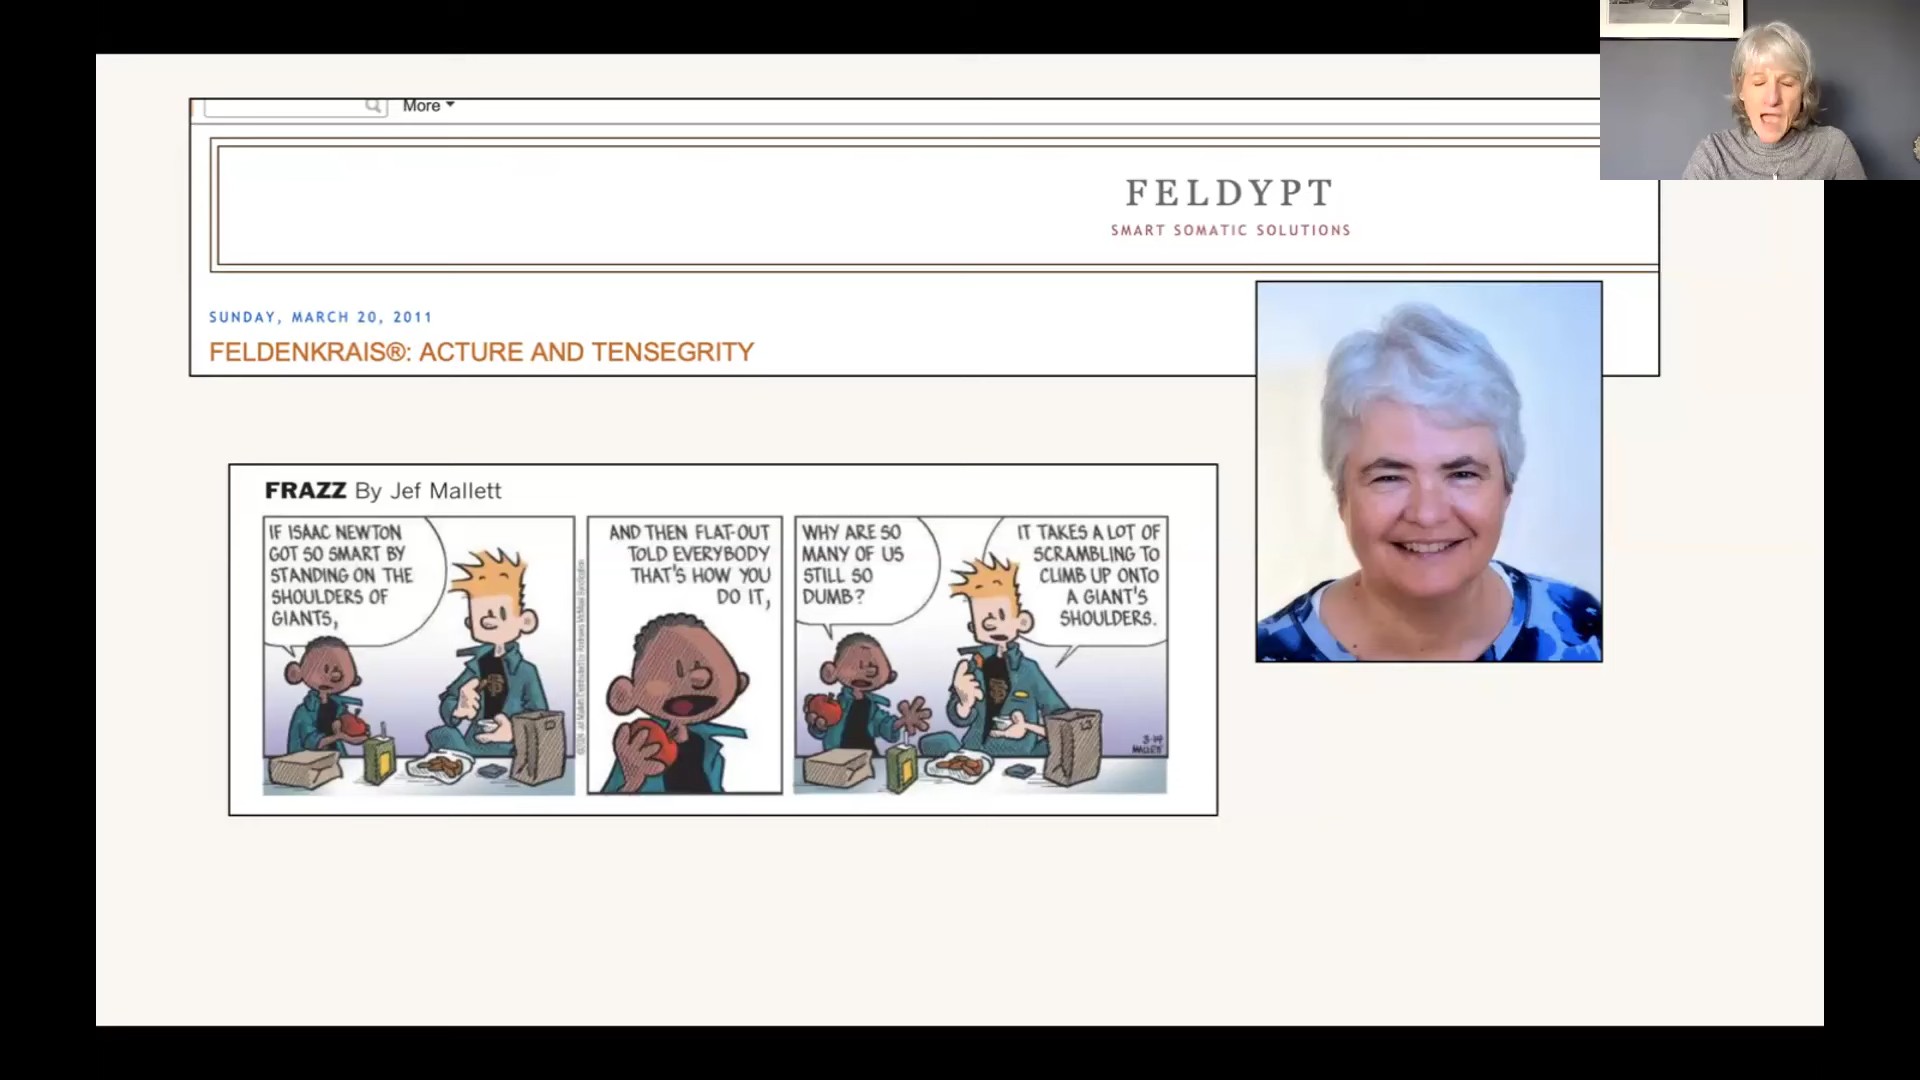 More
FELDYPT
SMART SOMATIC SOLUTIONS
SUNDAY, MARCH 20, 2011
FELDENKRAIS®: ACTURE AND TENSEGRITY
FRAZZ By Jef Mallett
IF ISAAC NEWTON
GOT SO SMART BY
STANDING ON THE
SHOULDERS OF
GIANTS,
AND THEN FLAT-OUT
TOLD EVERYBODY
THAT'S HOW YOU
DO IT,
WHY ARE SO
MANY OF US
STILL SO
DUMB?
IT TAKES A LOT OF
SCRAMBLING TO
CLIMB UP ONTO
A GIANT'S
SHOULDERS.
3-14
MALLETT